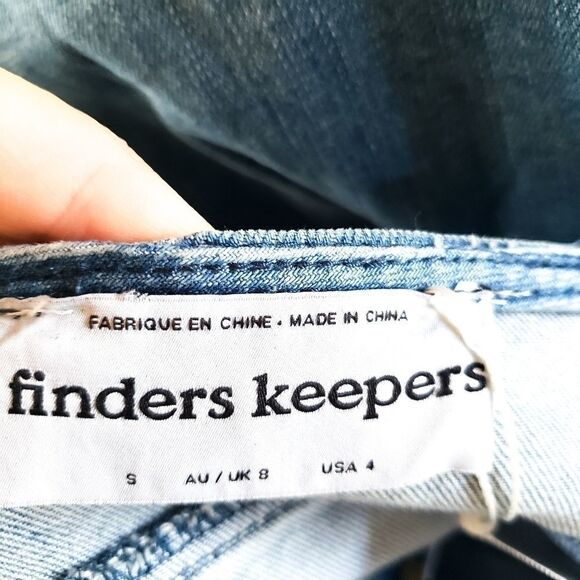 FABRIQUE EN CHINE • MADE IN CHINA
finders keepers
S AU / UK 8 USA 4